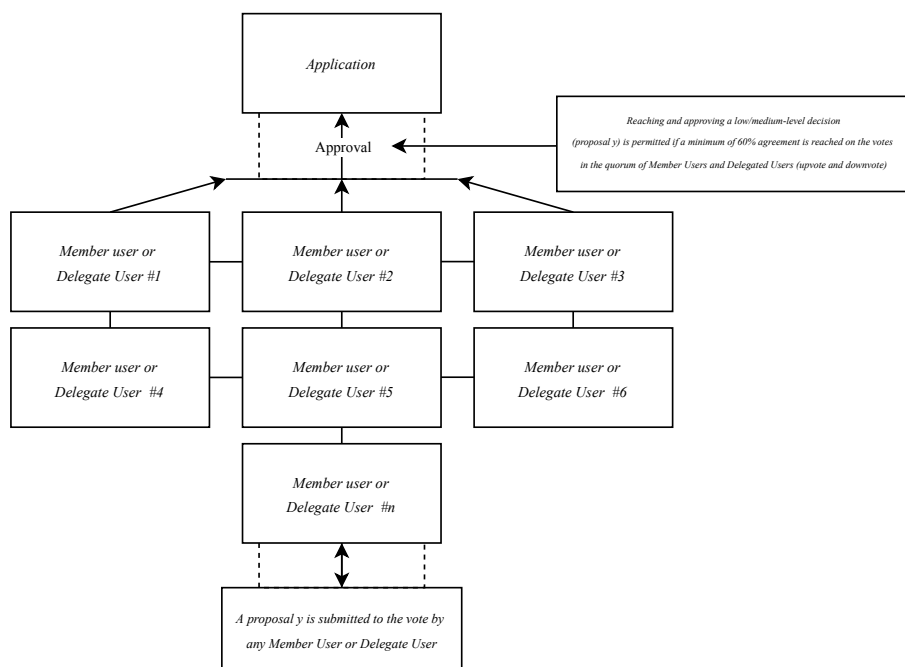 Application
Approval
Reaching and approving a low/medium-level decision
(proposal y) is permitted if a minimum of 60% agreement is reached on the votes
in the quorum of Member Users and Delegated Users (upvote and downvote)
Member user or
Delegate User #1
Member user or
Delegate User #2
Member user or
Delegate User #3
Member user or
Delegate User #4
Member user or
Delegate User #5
Member user or
Delegate User #6
Member user or
Delegate User #n
A proposal y is submitted to the vote by
any Member User or Delegate User